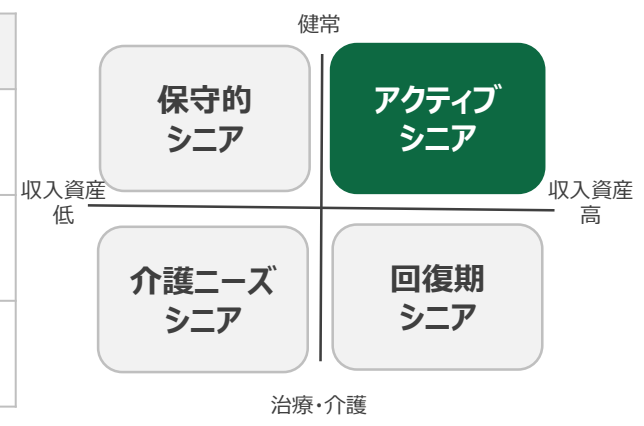 健常
保守的
シニア
アクティブ
シニア
収入資産
低
収入資産
高
介護ニーズ
シニア
回復期
シニア
治療・介護